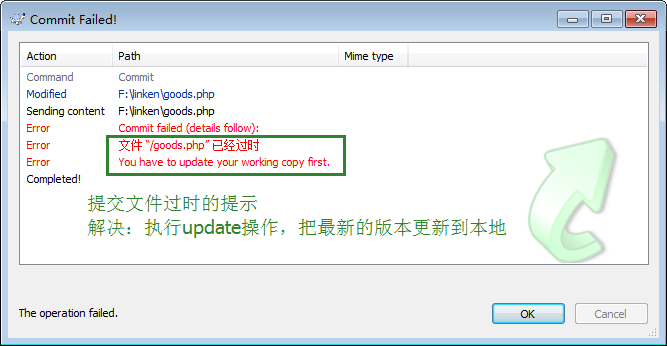 Commit Failed!
Action Path Mime type
Command Commit
Modified F:\linken\goods.php
Sending content F:\linken\goods.php
Error Commit failed (details follow):
Error 文件 “/goods.php” 已经过时
Error You have to update your working copy first.
Completed!
提交文件过时的提示
解决：执行update操作，把最新的版本更新到本地
The operation failed.
OK Cancel